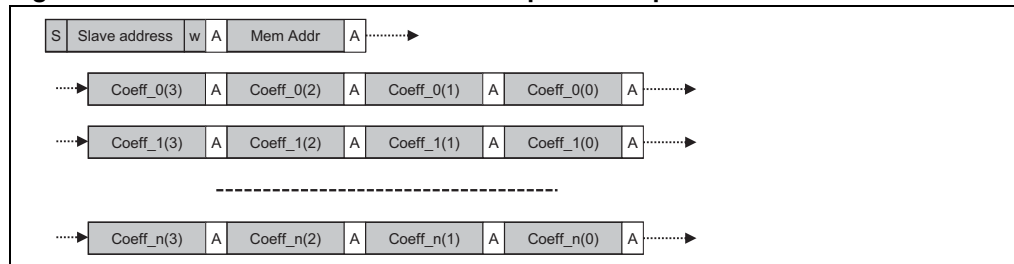 S Slave address w A Mem Addr A
Coeff_0(3) A Coeff_0(2) A Coeff_0(1) A Coeff_0(0) A
Coeff_1(3) A Coeff_1(2) A Coeff_1(1) A Coeff_1(0) A
Coeff_n(3) A Coeff_n(2) A Coeff_n(1) A Coeff_n(0) A